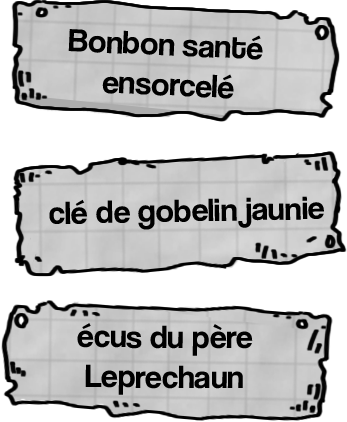 Bonbon santé
ensorcelé
clé de gobelin jaunie
écus du père
Leprechaun